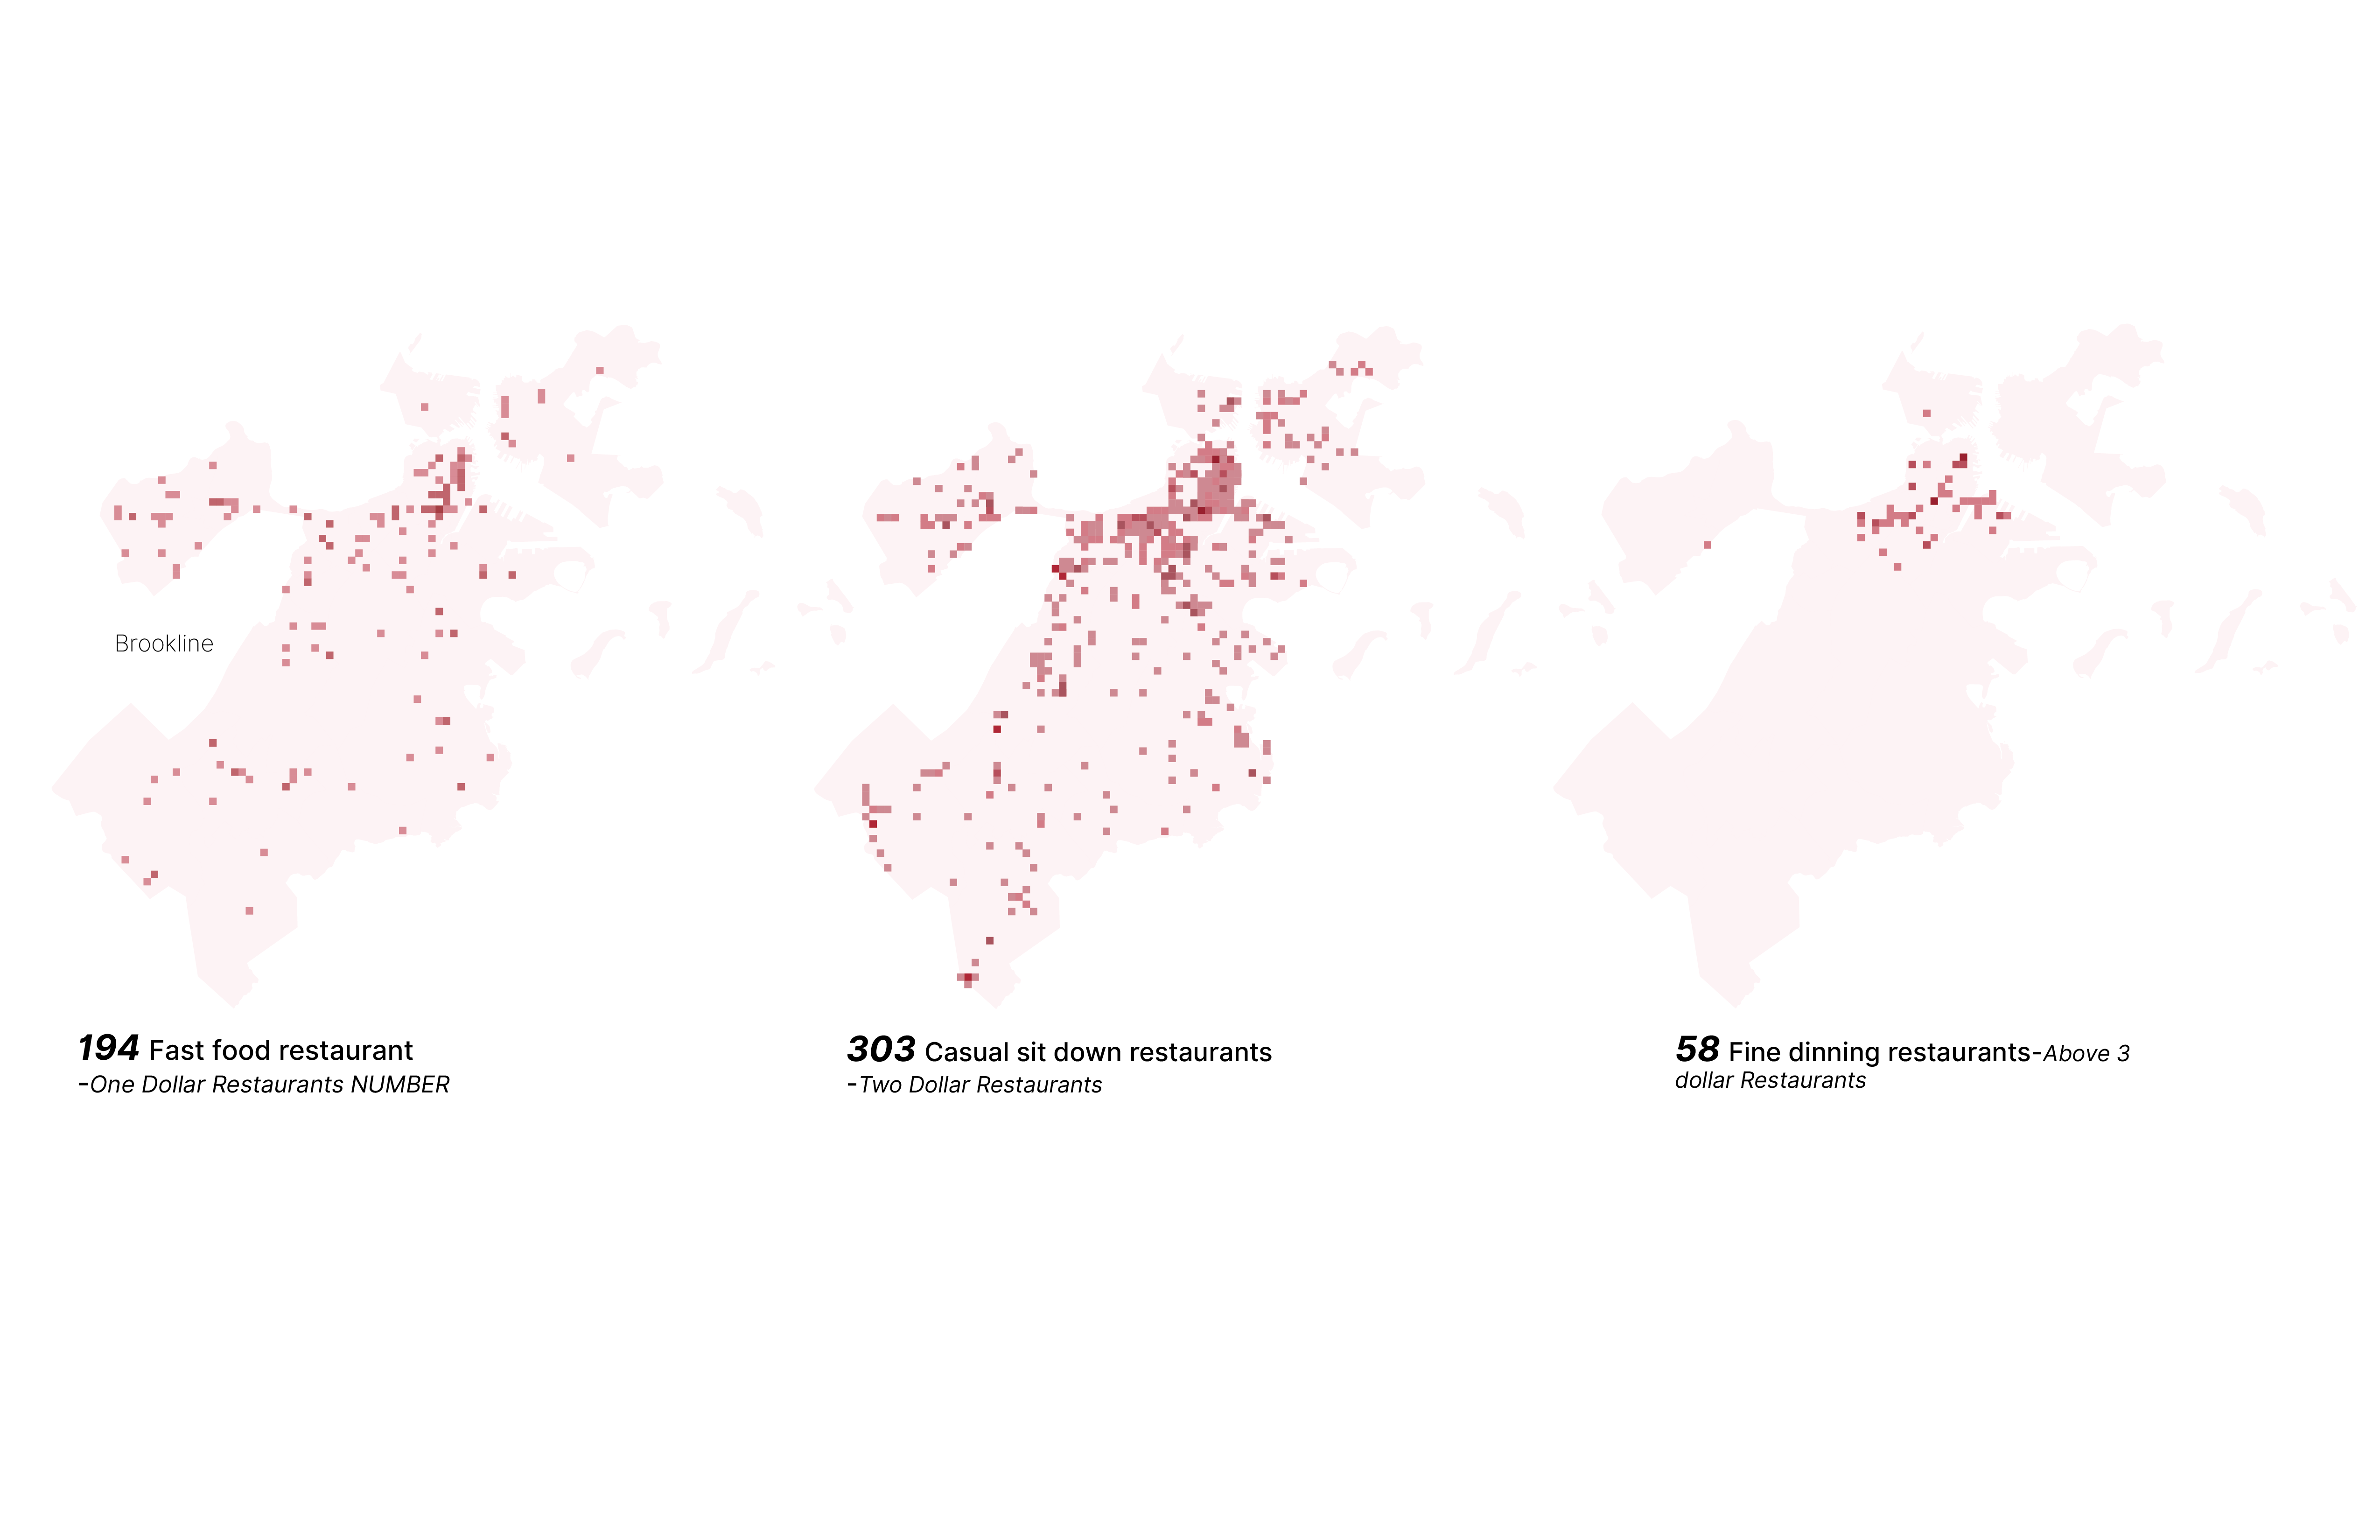 Brookline
194 Fast food restaurant
-One Dollar Restaurants NUMBER
303 Casual sit down restaurants
-Two Dollar Restaurants
58 Fine dinning restaurants-Above 3
dollar Restaurants